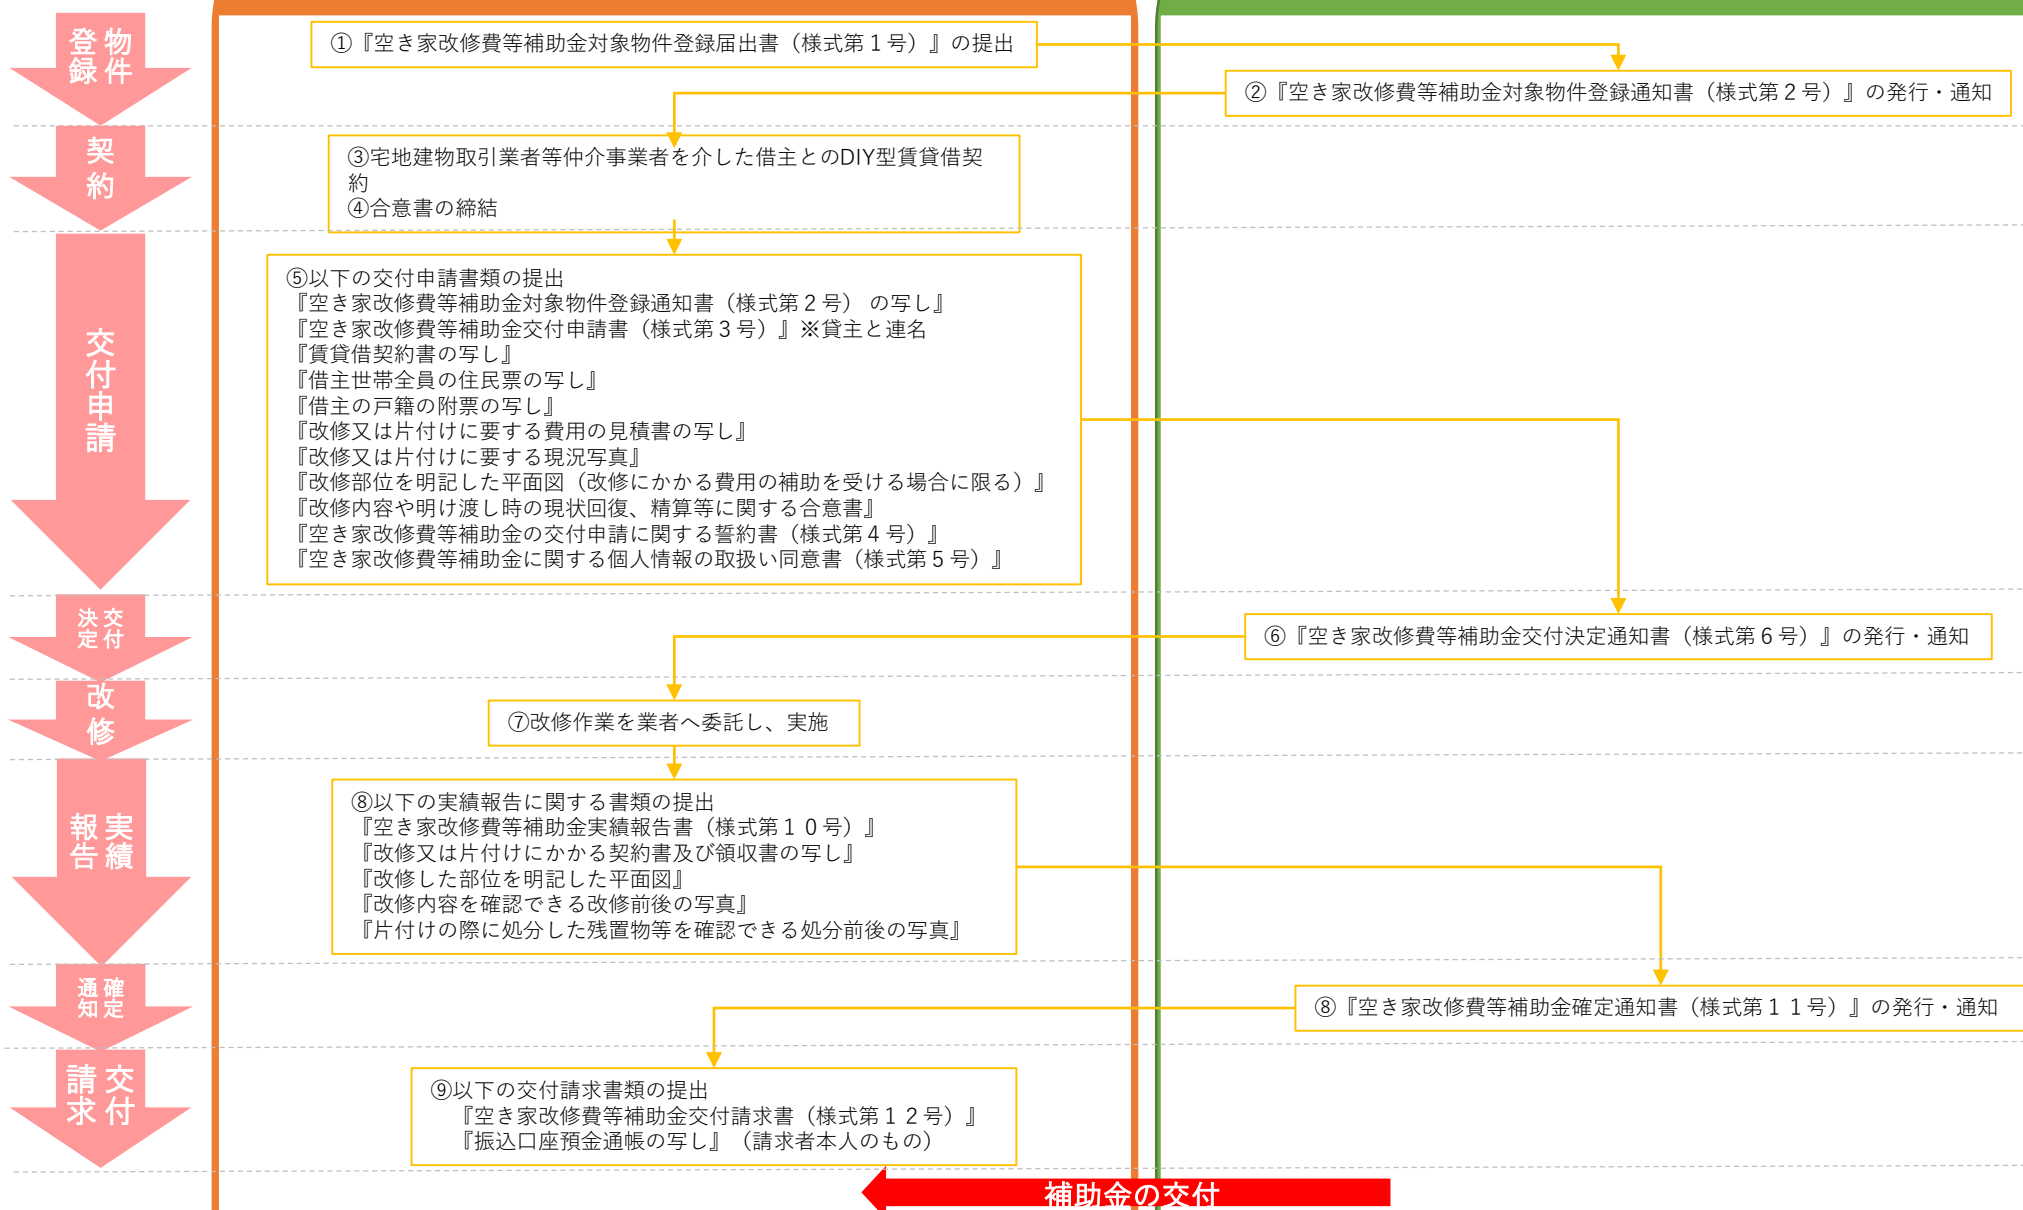 物件登録
①『空き家改修費等補助金対象物件登録届出書（様式第１号）』の提出
②『空き家改修費等補助金対象物件登録通知書（様式第２号）』の発行・通知
契約
③宅地建物取引業者等仲介事業者を介した借主とのDIY型賃貸借契
約
④合意書の締結
交付申請
⑤以下の交付申請書類の提出
『空き家改修費等補助金対象物件登録通知書（様式第２号） の写し』
『空き家改修費等補助金交付申請書（様式第３号）』※貸主と連名
『賃貸借契約書の写し』
『借主世帯全員の住民票の写し』
『借主の戸籍の附票の写し』
『改修又は片付けに要する費用の見積書の写し』
『改修又は片付けに要する現況写真』
『改修部位を明記した平面図（改修にかかる費用の補助を受ける場合に限る）』
『改修内容や明け渡し時の現状回復、精算等に関する合意書』
『空き家改修費等補助金の交付申請に関する誓約書（様式第４号）』
『空き家改修費等補助金に関する個人情報の取扱い同意書（様式第５号）』
交付決定
⑥『空き家改修費等補助金交付決定通知書（様式第６号）』の発行・通知
改修
⑦改修作業を業者へ委託し、実施
実績報告
⑧以下の実績報告に関する書類の提出
『空き家改修費等補助金実績報告書（様式第１０号）』
『改修又は片付けにかかる契約書及び領収書の写し』
『改修した部位を明記した平面図』
『改修内容を確認できる改修前後の写真』
『片付けの際に処分した残置物等を確認できる処分前後の写真』
確定通知
⑧『空き家改修費等補助金確定通知書（様式第１１号）』の発行・通知
交付請求
⑨以下の交付請求書類の提出
『空き家改修費等補助金交付請求書（様式第１２号）』
『振込口座預金通帳の写し』（請求者本人のもの）
補助金の交付